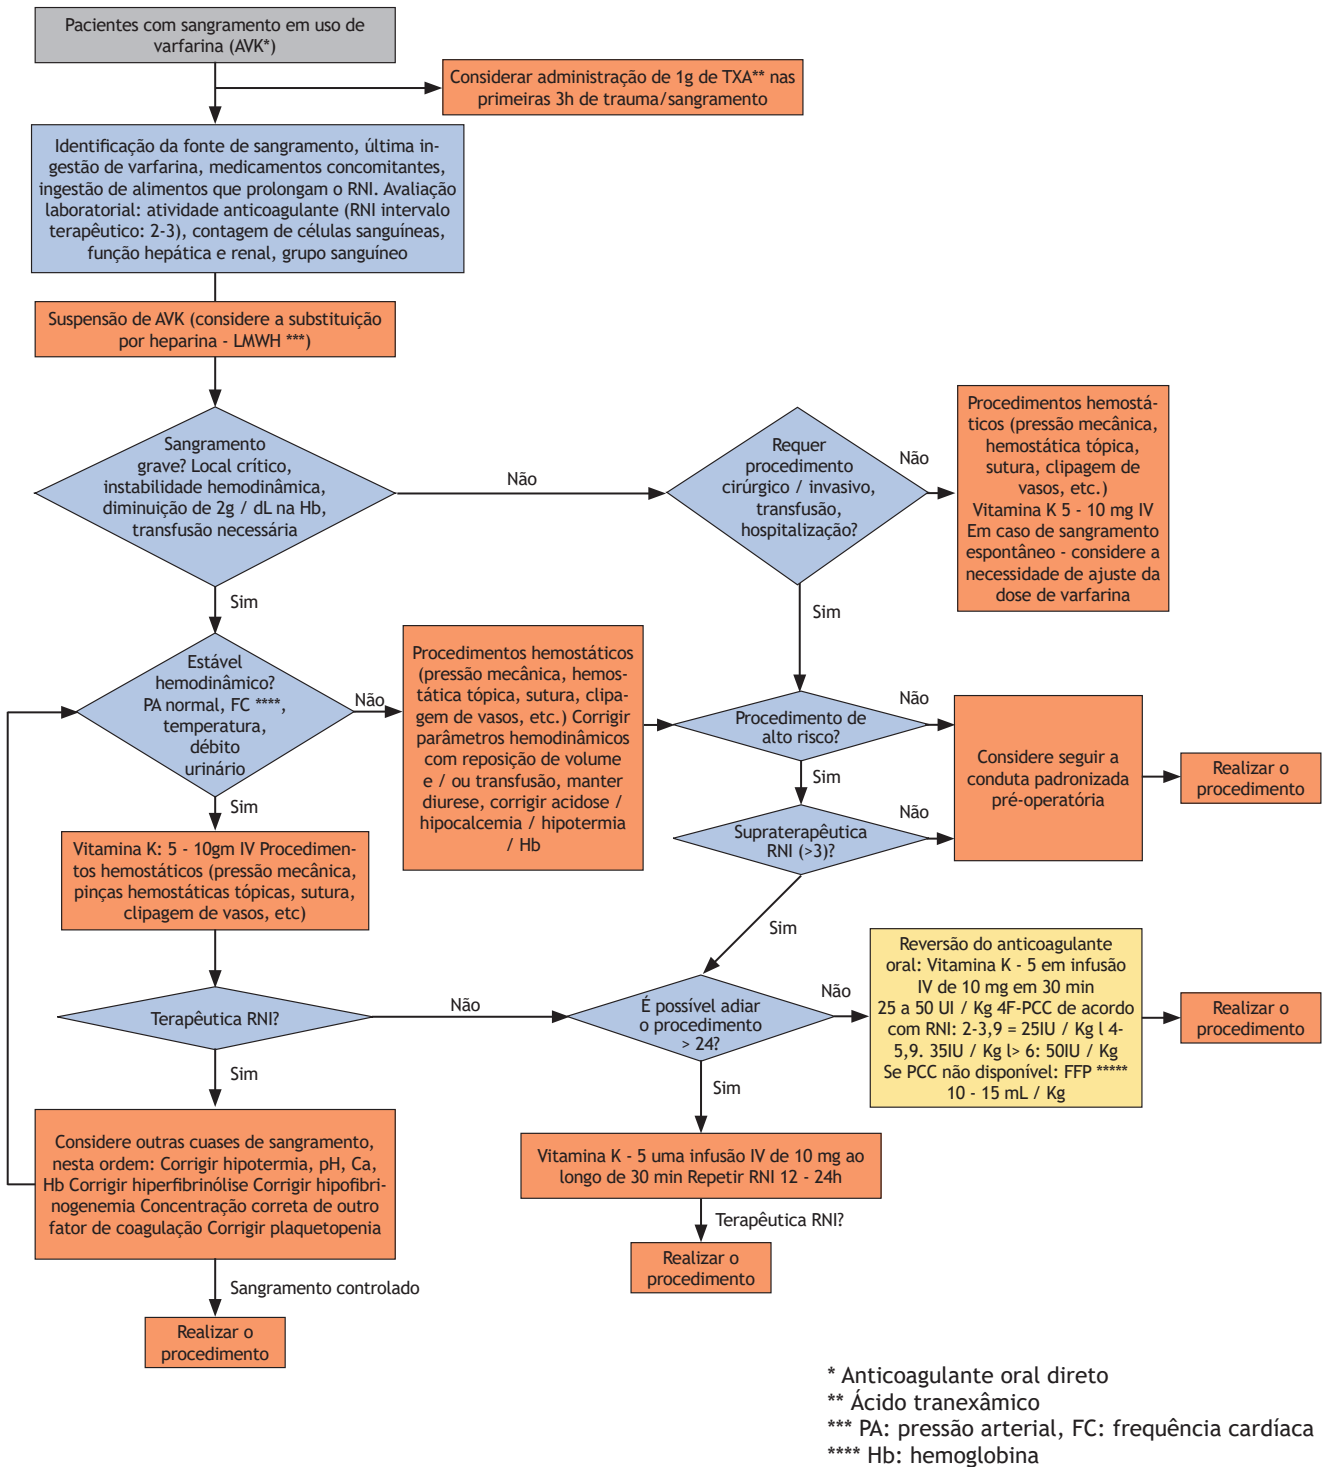 Pacientes com sangramento em uso de
varfarina (AVK*)
Considerar administração de 1g de TXA** nas
primeiras 3h de trauma/sangramento
Identificação da fonte de sangramento, última in-
gestão de varfarina, medicamentos concomitantes,
ingestão de alimentos que prolongam o RNI. Avaliação
laboratorial: atividade anticoagulante (RNI intervalo
terapêutico: 2-3), contagem de células sanguíneas,
função hepática e renal, grupo sanguíneo
Suspensão de AVK (considere a substituição
por heparina - LMWH ***)
Sangramento
grave? Local crítico,
instabilidade hemodinâmica,
diminuição de 2g / dL na Hb,
transfusão necessária
Não
Requer
procedimento
cirúrgico / invasivo,
transfusão,
hospitalização?
Não
Procedimentos hemostá-
ticos (pressão mecânica,
hemostática tópica,
sutura, clipagem de
vasos, etc.)
Vitamina K 5 - 10 mg IV
Em caso de sangramento
espontâneo - considere a
necessidade de ajuste da
dose de varfarina
Sim
Sim
Estável
hemodinâmico?
PA normal, FC ****,
temperatura,
débito
urinário
Não
Procedimentos hemostáticos
(pressão mecânica, hemos-
tática tópica, sutura, clipa-
gem de vasos, etc.) Corrigir
parâmetros hemodinâmicos
com reposição de volume
e / ou transfusão, manter
diurese, corrigir acidose /
hipocalcemia / hipotermia
/ Hb
Procedimento de
alto risco?
Não
Considere seguir a
conduta padronizada
pré-operatória
Realizar o
procedimento
Sim
Sim
Supraterapêutica
RNI (>3)?
Não
Vitamina K: 5 - 10gm IV Procedimen-
tos hemostáticos (pressão mecânica,
pinças hemostáticas tópicas, sutura,
clipagem de vasos, etc)
Sim
Terapêutica RNI?
Não
É possível adiar
o procedimento
> 24?
Não
Reversão do anticoagulante
oral: Vitamina K - 5 em infusão
IV de 10 mg em 30 min
25 a 50 UI / Kg 4F-PCC de acordo
com RNI: 2-3,9 = 25IU / Kg l 4-
5,9. 35IU / Kg l> 6: 50IU / Kg
Se PCC não disponível: FFP *****
10 - 15 mL / Kg
Realizar o
procedimento
Sim
Sim
Considere outras cuases de sangramento,
nesta ordem: Corrigir hipotermia, pH, Ca,
Hb Corrigir hiperfibrinólise Corrigir hipofibri-
nogenemia Concentração correta de outro
fator de coagulação Corrigir plaquetopenia
Vitamina K - 5 uma infusão IV de 10 mg ao
longo de 30 min Repetir RNI 12 - 24h
Terapêutica RNI?
Realizar o
procedimento
Sangramento controlado
Realizar o
procedimento
* Anticoagulante oral direto
** Ácido tranexâmico
*** PA: pressão arterial, FC: frequência cardíaca
**** Hb: hemoglobina